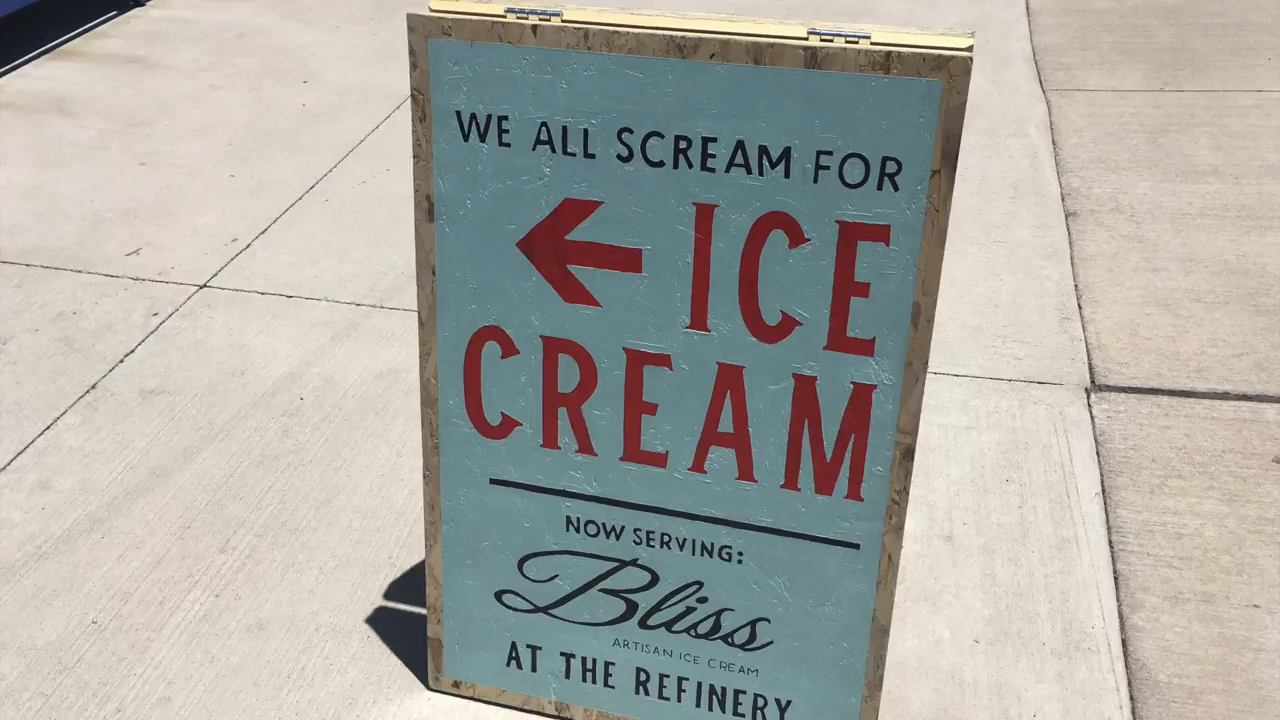 WE ALL SCREAM FOR
← ICE
CREAM
NOW SERVING:
Bliss
ARTISAN ICE CREAM
AT THE REFINERY